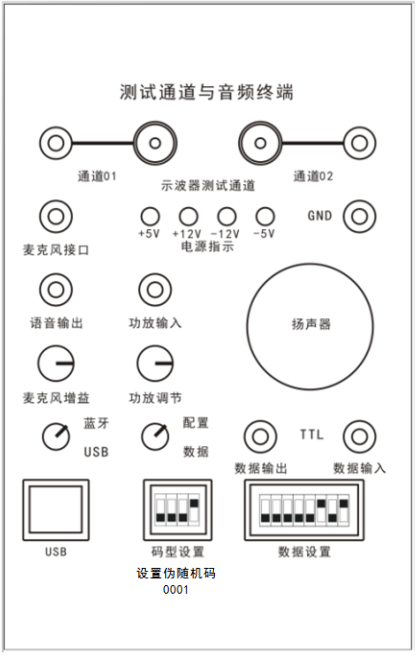 测试通道与音频终端
通道01
通道02
示波器测试通道
麦克风接口
+5V +12V -12V -5V
电源指示
GND
语音输出
功放输入
扬声器
麦克风增益
功放调节
蓝牙
USB
配置
数据
TTL
数据输出
数据输入
USB
码型设置
数据设置
设置伪随机码
0001